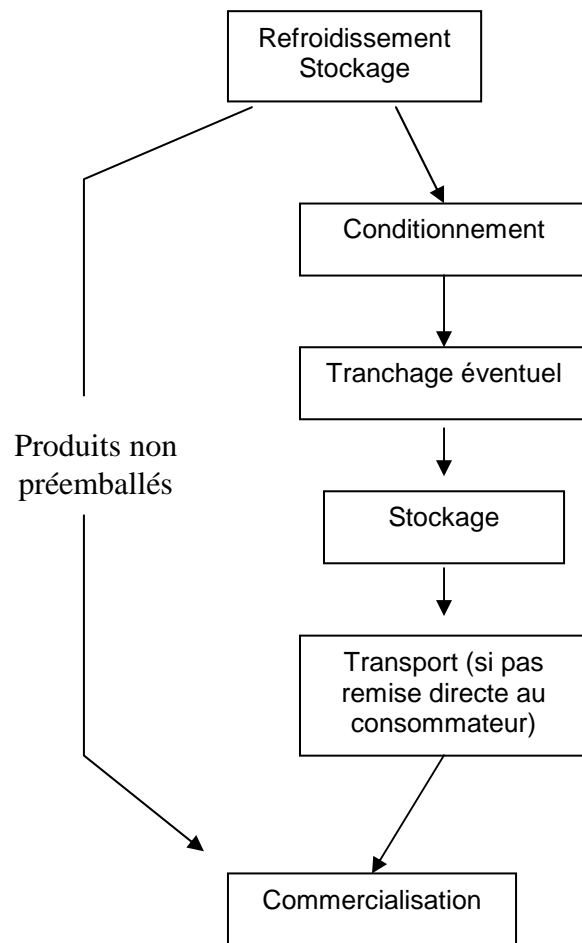 Refroidissement
Stockage
Conditionnement
Tranchage éventuel
Produits non
préemballés
Stockage
Transport (si pas
remise directe au
consommateur)
Commercialisation